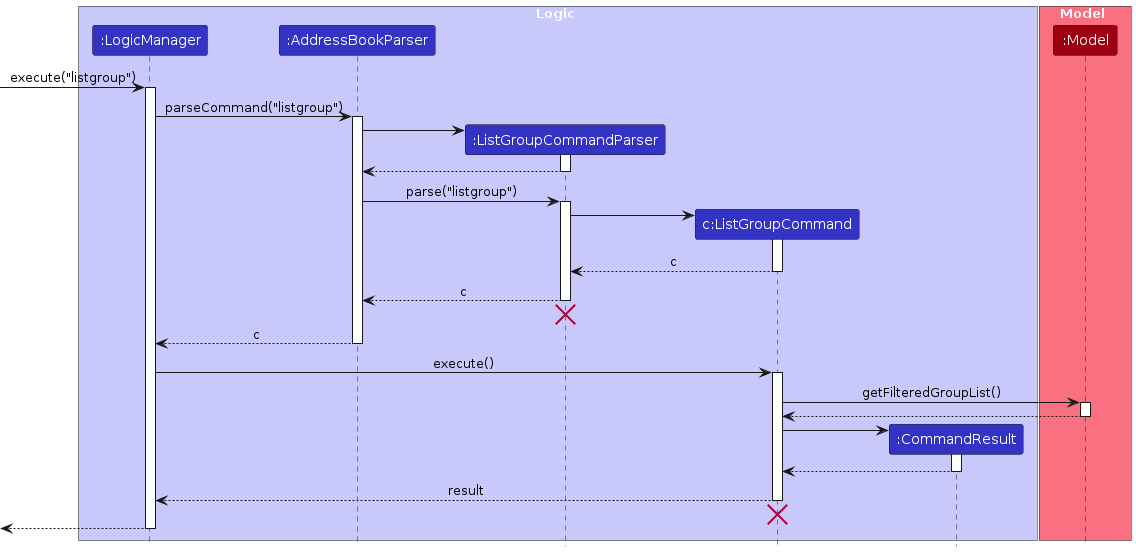 Logic
Model
:LogicManager
:AddressBookParser
:Model
execute("listgroup")
parseCommand("listgroup")
:ListGroupCommandParser
parse("listgroup")
c:ListGroupCommand
c
c
c
execute()
getFilteredGroupList()
:CommandResult
result